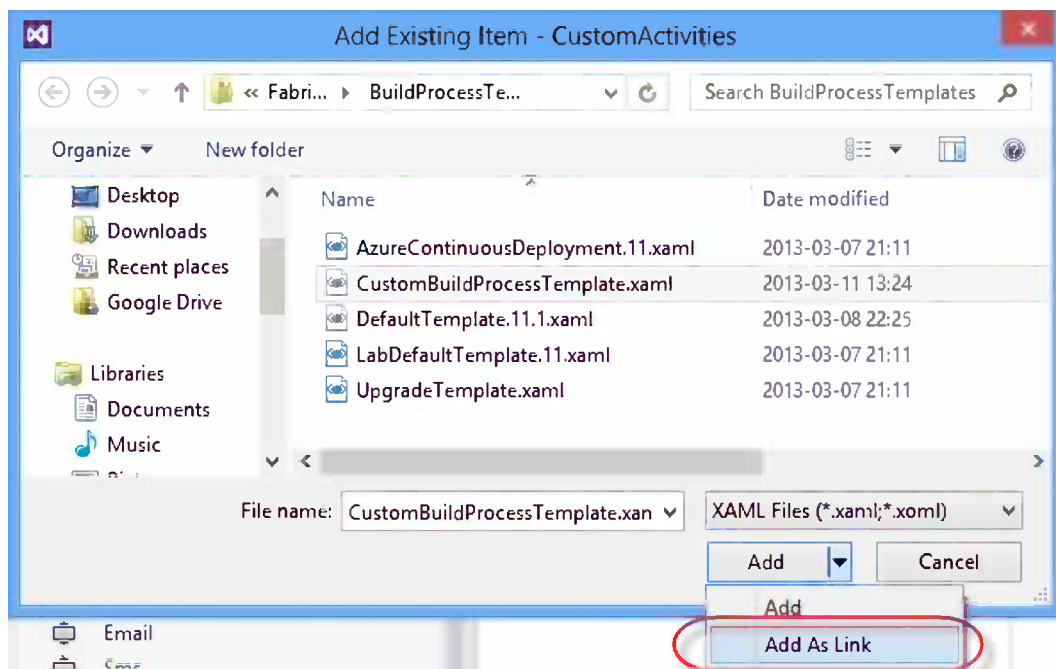 Add Existing Item - CustomActivities
« Fabri... BuildProcessTe... Search BuildProcessTemplates
Organize New folder
Desktop
Downloads
Recent places
Google Drive
Libraries
Documents
Music
Name Date modified
AzureContinuousDeployment.11.xaml 2013-03-07 21:11
CustomBuildProcessTemplate.xaml 2013-03-11 13:24
DefaultTemplate.11.1.xaml 2013-03-08 22:25
LabDefaultTemplate.11.xaml 2013-03-07 21:11
UpgradeTemplate.xaml 2013-03-07 21:11
File name: CustomBuildProcessTemplate.xan XAML Files (*.xaml;*.xoml)
Add Cancel
Add
Add As Link
Email